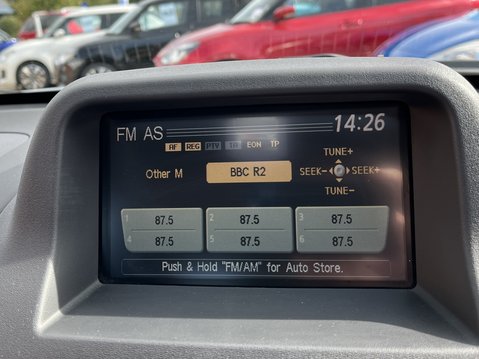 FM AS 14:26
AF REG PTY TA EON TP
TUNE+
Other M BBC R2 SEEK- SEEK+
TUNE-
1 87.5 2 87.5 3 87.5
4 87.5 5 87.5 6 87.5
Push & Hold "FM/AM" for Auto Store.